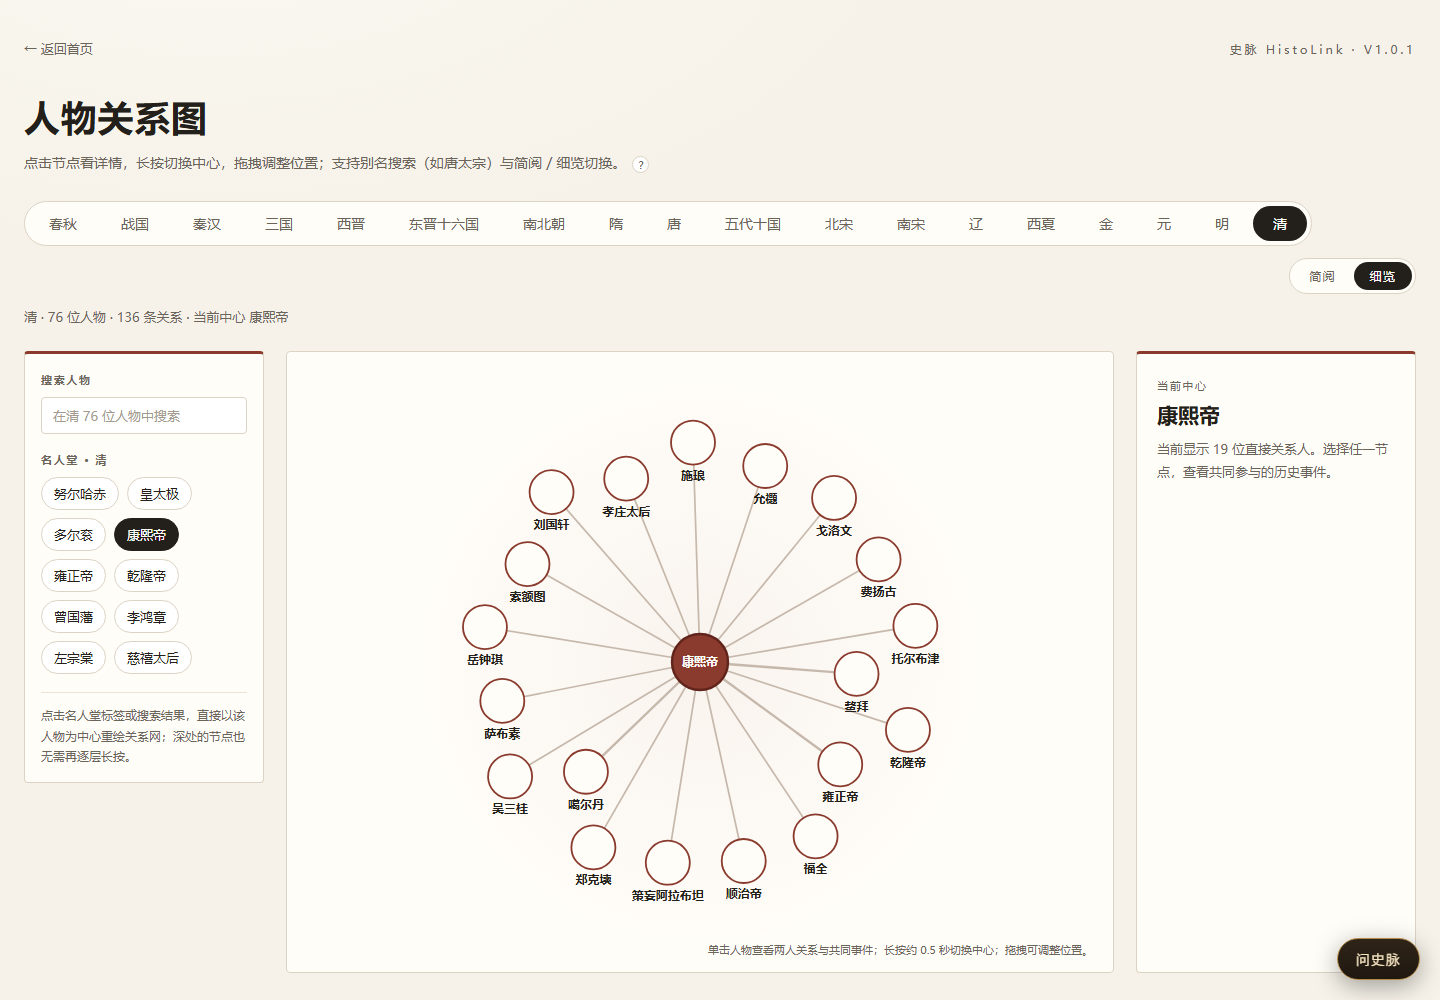 ← 返回首页
史脉 HistoLink · V1.0.1
人物关系图
点击节点看详情，长按切换中心，拖拽调整位置；支持别名搜索（如唐太宗）与简阅 / 细览切换。 ?
春秋 战国 秦汉 三国 西晋 东晋十六国 南北朝 隋 唐 五代十国 北宋 南宋 辽 西夏 金 元 明 清
简阅 细览
清 · 76 位人物 · 136 条关系 · 当前中心 康熙帝
搜索人物
在清 76 位人物中搜索
名人堂 • 清
努尔哈赤 皇太极
多尔衮 康熙帝
雍正帝 乾隆帝
曾国藩 李鸿章
左宗棠 慈禧太后
点击名人堂标签或搜索结果，直接以该
人物为中心重绘关系网；深处的节点也
无需再逐层长按。
施琅
允禵
孝庄太后
刘国轩
戈洛文
费扬古
索额图
托尔布津
岳钟琪
康熙帝
鳌拜
萨布素
乾隆帝
雍正帝
吴三桂
噶尔丹
福全
郑克塽
策妄阿拉布坦
顺治帝
单击人物查看两人关系与共同事件；长按约 0.5 秒切换中心；拖拽可调整位置。
当前中心
康熙帝
当前显示 19 位直接关系人。选择任一节
点，查看共同参与的历史事件。
问史脉